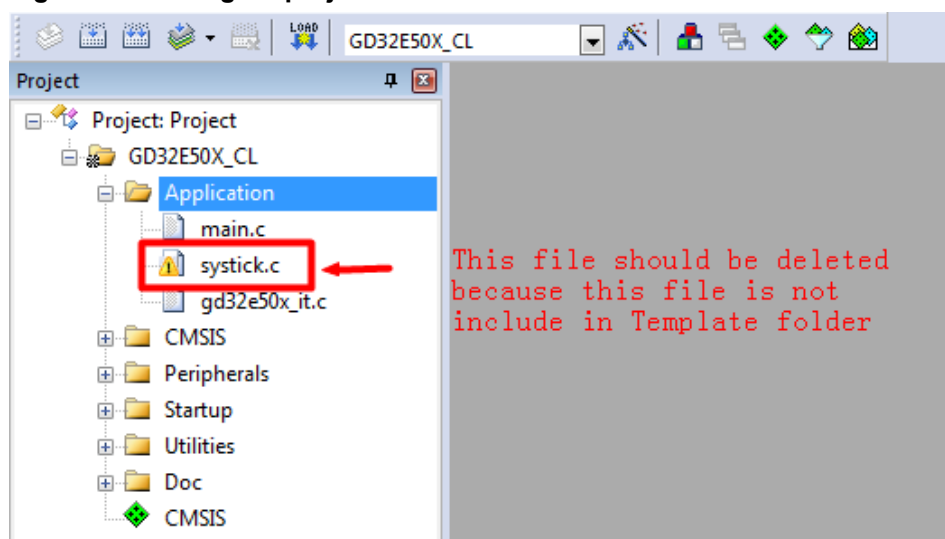 LOAD
GD32E50X_CL
Project
Project: Project
GD32E50X_CL
Application
main.c
systick.c
gd32e50x_it.c
CMSIS
Peripherals
Startup
Utilities
Doc
CMSIS
This file should be deleted
because this file is not
include in Template folder